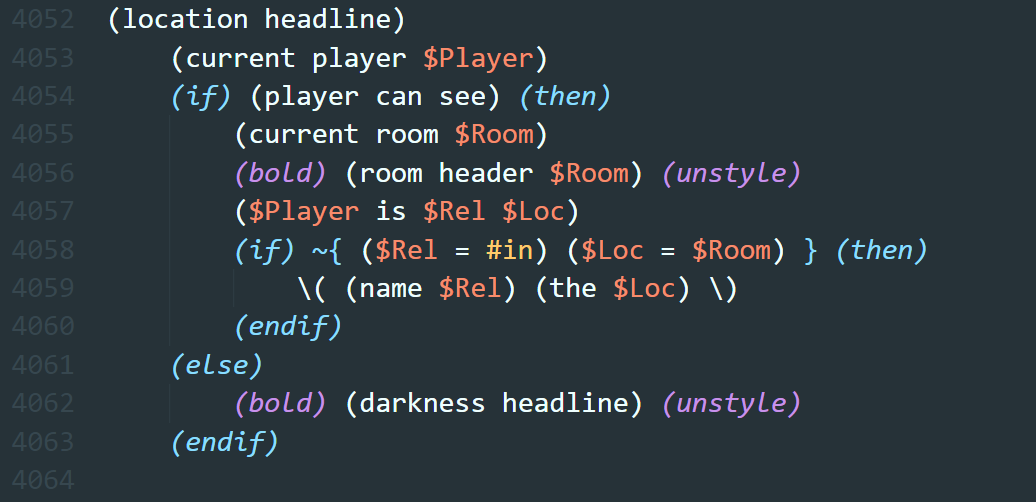 4052 (location headline)
4053     (current player $Player)
4054     (if) (player can see) (then)
4055         (current room $Room)
4056         (bold) (room header $Room) (unstyle)
4057         ($Player is $Rel $Loc)
4058         (if) ~{ ($Rel = #in) ($Loc = $Room) } (then)
4059             \( (name $Rel) (the $Loc) \)
4060         (endif)
4061     (else)
4062         (bold) (darkness headline) (unstyle)
4063     (endif)
4064